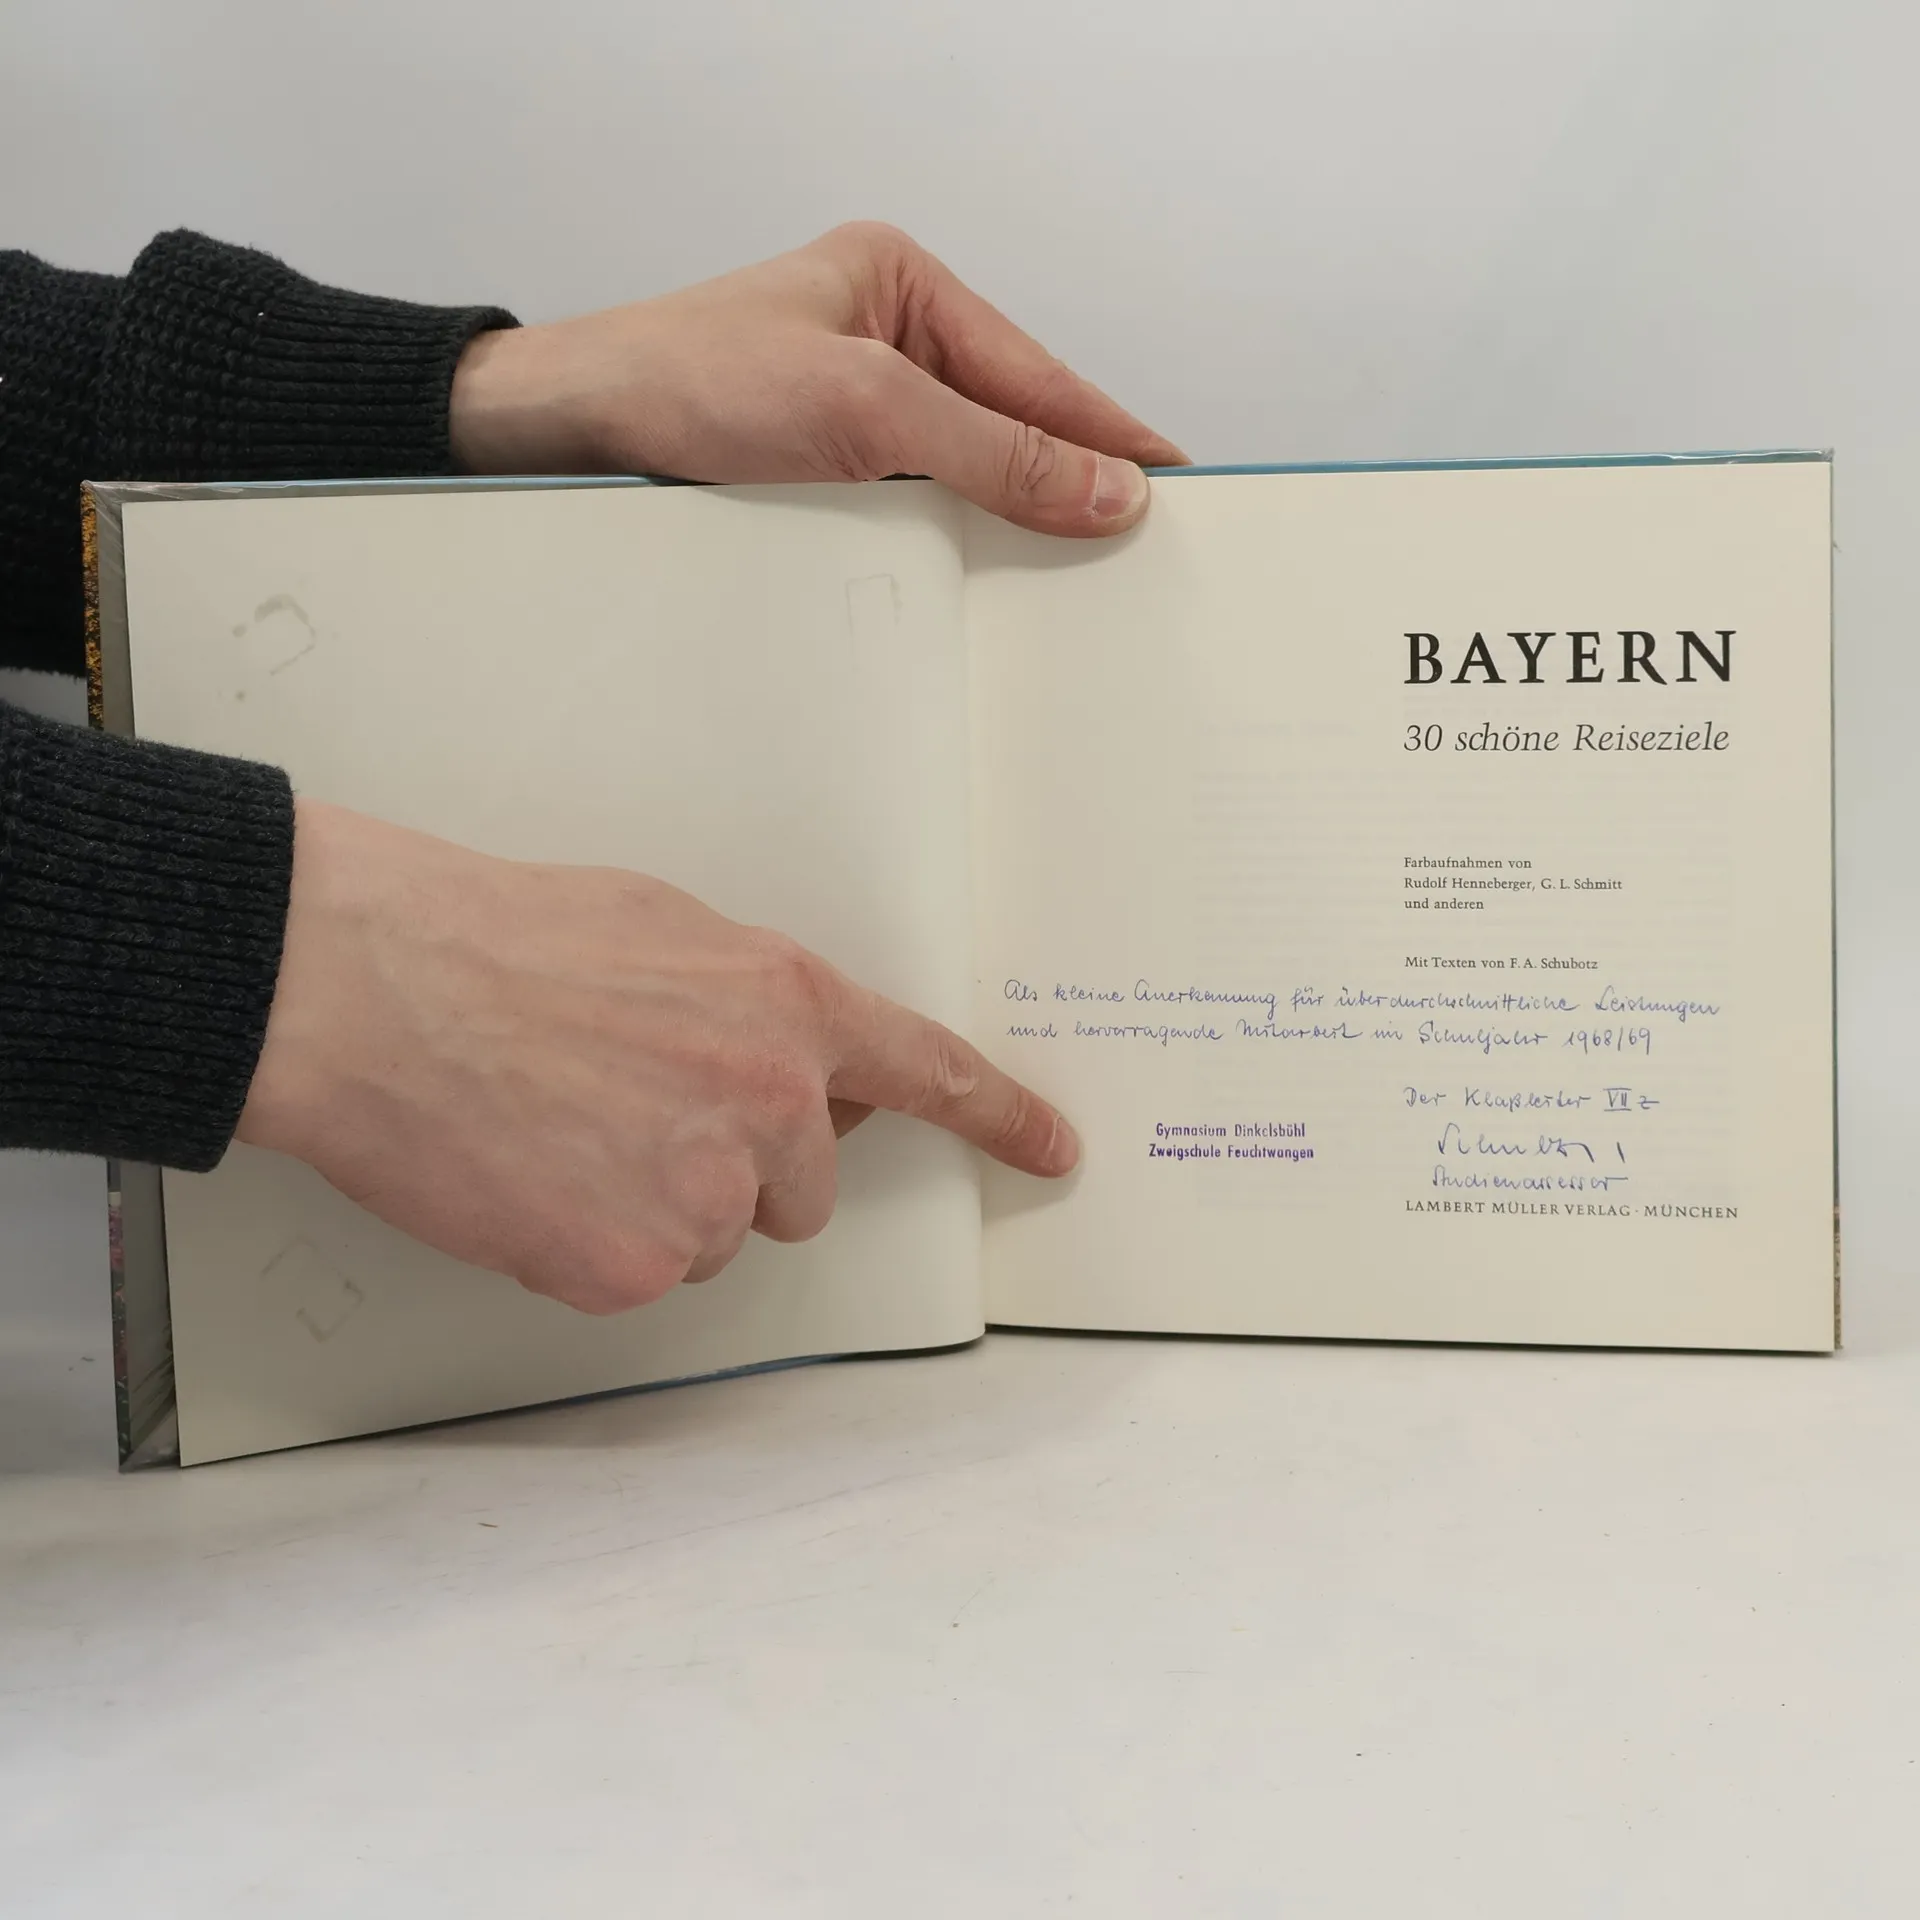 BAYERN
30 schöne Reiseziele
Farbaufnahmen von
Rudolf Henneberger, G. L. Schmitt
und anderen
Mit Texten von F. A. Schubotz
Als kleine Anerkennung für überdurchschnittliche Leistungen
und hervorragende Mitarbeit im Schuljahr 1968/69
Der Klaßleiter VII z
Gymnasium Dinkelsbühl
Zweigschule Feuchtwangen
Studienassessor
LAMBERT MÜLLER VERLAG · MÜNCHEN